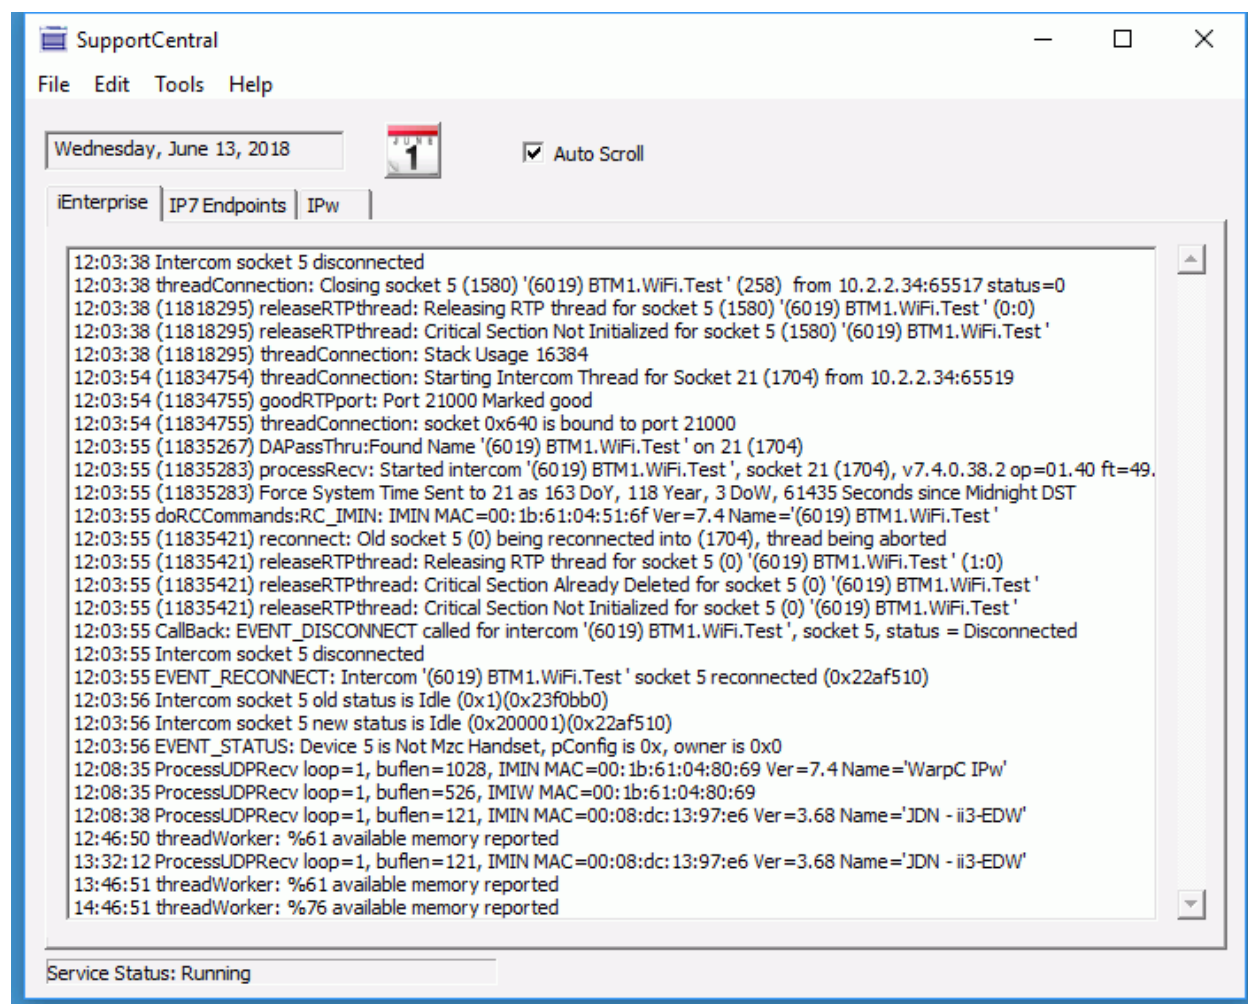 SupportCentral
File Edit Tools Help
Wednesday, June 13, 2018
JUNE
1
Auto Scroll
iEnterprise IP7 Endpoints IPw
12:03:38 Intercom socket 5 disconnected
12:03:38 threadConnection: Closing socket 5 (1580) '(6019) BTM1.WiFi.Test ' (258)  from 10.2.2.34:65517 status=0
12:03:38 (11818295) releaseRTPthread: Releasing RTP thread for socket 5 (1580) '(6019) BTM1.WiFi.Test ' (0:0)
12:03:38 (11818295) releaseRTPthread: Critical Section Not Initialized for socket 5 (1580) '(6019) BTM1.WiFi.Test '
12:03:38 (11818295) threadConnection: Stack Usage 16384
12:03:54 (11834754) threadConnection: Starting Intercom Thread for Socket 21 (1704) from 10.2.2.34:65519
12:03:54 (11834755) goodRTPport: Port 21000 Marked good
12:03:54 (11834755) threadConnection: socket 0x640 is bound to port 21000
12:03:55 (11835267) DAPassThru:Found Name '(6019) BTM1.WiFi.Test ' on 21 (1704)
12:03:55 (11835283) processRecv: Started intercom '(6019) BTM1.WiFi.Test ', socket 21 (1704), v7.4.0.38.2 op=01.40 ft=49.
12:03:55 (11835283) Force System Time Sent to 21 as 163 DoY, 118 Year, 3 DoW, 61435 Seconds since Midnight DST
12:03:55 doRCCommands:RC_IMIN: IMIN MAC=00:1b:61:04:51:6f Ver=7.4 Name='(6019) BTM1.WiFi.Test '
12:03:55 (11835421) reconnect: Old socket 5 (0) being reconnected into (1704), thread being aborted
12:03:55 (11835421) releaseRTPthread: Releasing RTP thread for socket 5 (0) '(6019) BTM1.WiFi.Test ' (1:0)
12:03:55 (11835421) releaseRTPthread: Critical Section Already Deleted for socket 5 (0) '(6019) BTM1.WiFi.Test '
12:03:55 (11835421) releaseRTPthread: Critical Section Not Initialized for socket 5 (0) '(6019) BTM1.WiFi.Test '
12:03:55 CallBack: EVENT_DISCONNECT called for intercom '(6019) BTM1.WiFi.Test ', socket 5, status = Disconnected
12:03:55 Intercom socket 5 disconnected
12:03:55 EVENT_RECONNECT: Intercom '(6019) BTM1.WiFi.Test ' socket 5 reconnected (0x22af510)
12:03:56 Intercom socket 5 old status is Idle (0x1)(0x23f0bb0)
12:03:56 Intercom socket 5 new status is Idle (0x200001)(0x22af510)
12:03:56 EVENT_STATUS: Device 5 is Not Mzc Handset, pConfig is 0x, owner is 0x0
12:08:35 ProcessUDPRecv loop=1, buflen=1028, IMIN MAC=00:1b:61:04:80:69 Ver=7.4 Name='WarpC IPw'
12:08:35 ProcessUDPRecv loop=1, buflen=526, IMIW MAC=00:1b:61:04:80:69
12:08:38 ProcessUDPRecv loop=1, buflen=121, IMIN MAC=00:08:dc:13:97:e6 Ver=3.68 Name='JDN - ii3-EDW'
12:46:50 threadWorker: %61 available memory reported
13:32:12 ProcessUDPRecv loop=1, buflen=121, IMIN MAC=00:08:dc:13:97:e6 Ver=3.68 Name='JDN - ii3-EDW'
13:46:51 threadWorker: %61 available memory reported
14:46:51 threadWorker: %76 available memory reported
Service Status: Running